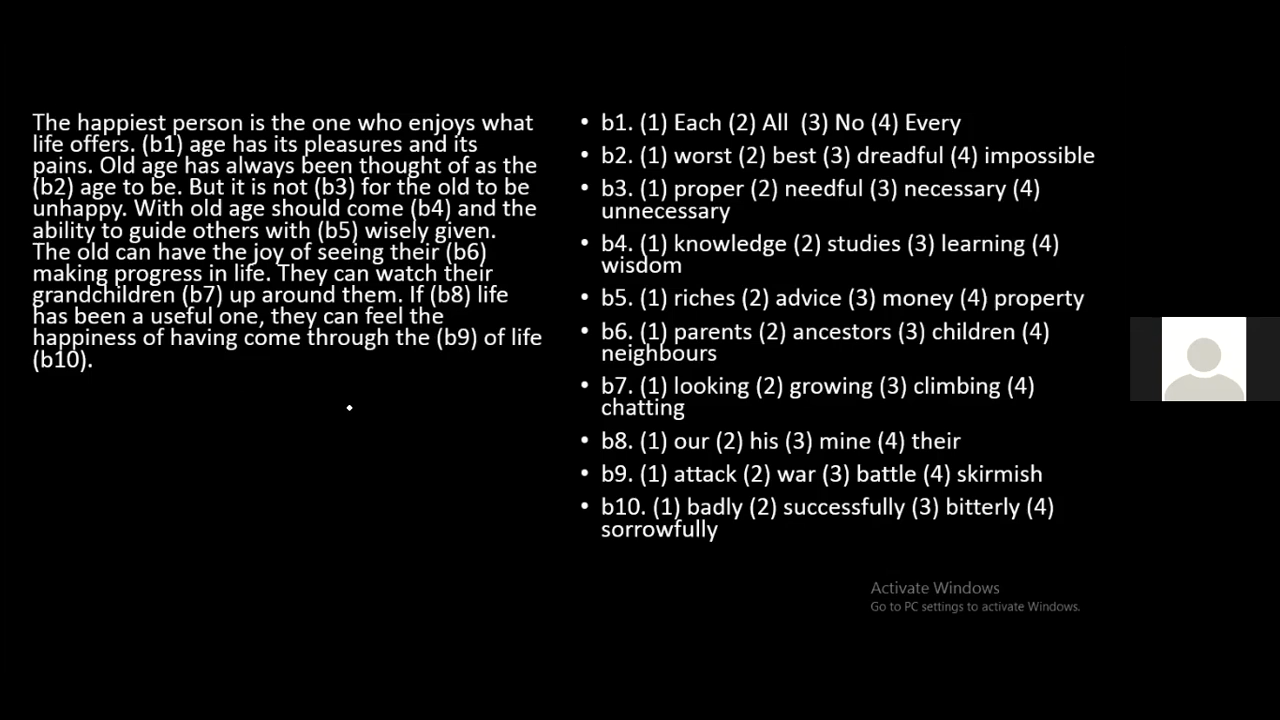 The happiest person is the one who enjoys what
life offers. (b1) age has its pleasures and its
pains. Old age has always been thought of as the
(b2) age to be. But it is not (b3) for the old to be
unhappy. With old age should come (b4) and the
ability to guide others with (b5) wisely given.
The old can have the joy of seeing their (b6)
making progress in life. They can watch their
grandchildren (b7) up around them. If (b8) life
has been a useful one, they can feel the
happiness of having come through the (b9) of life
(b10).
• b1. (1) Each (2) All (3) No (4) Every
• b2. (1) worst (2) best (3) dreadful (4) impossible
• b3. (1) proper (2) needful (3) necessary (4)
unnecessary
• b4. (1) knowledge (2) studies (3) learning (4)
wisdom
• b5. (1) riches (2) advice (3) money (4) property
• b6. (1) parents (2) ancestors (3) children (4)
neighbours
• b7. (1) looking (2) growing (3) climbing (4)
chatting
• b8. (1) our (2) his (3) mine (4) their
• b9. (1) attack (2) war (3) battle (4) skirmish
• b10. (1) badly (2) successfully (3) bitterly (4)
sorrowfully
Activate Windows
Go to PC settings to activate Windows.